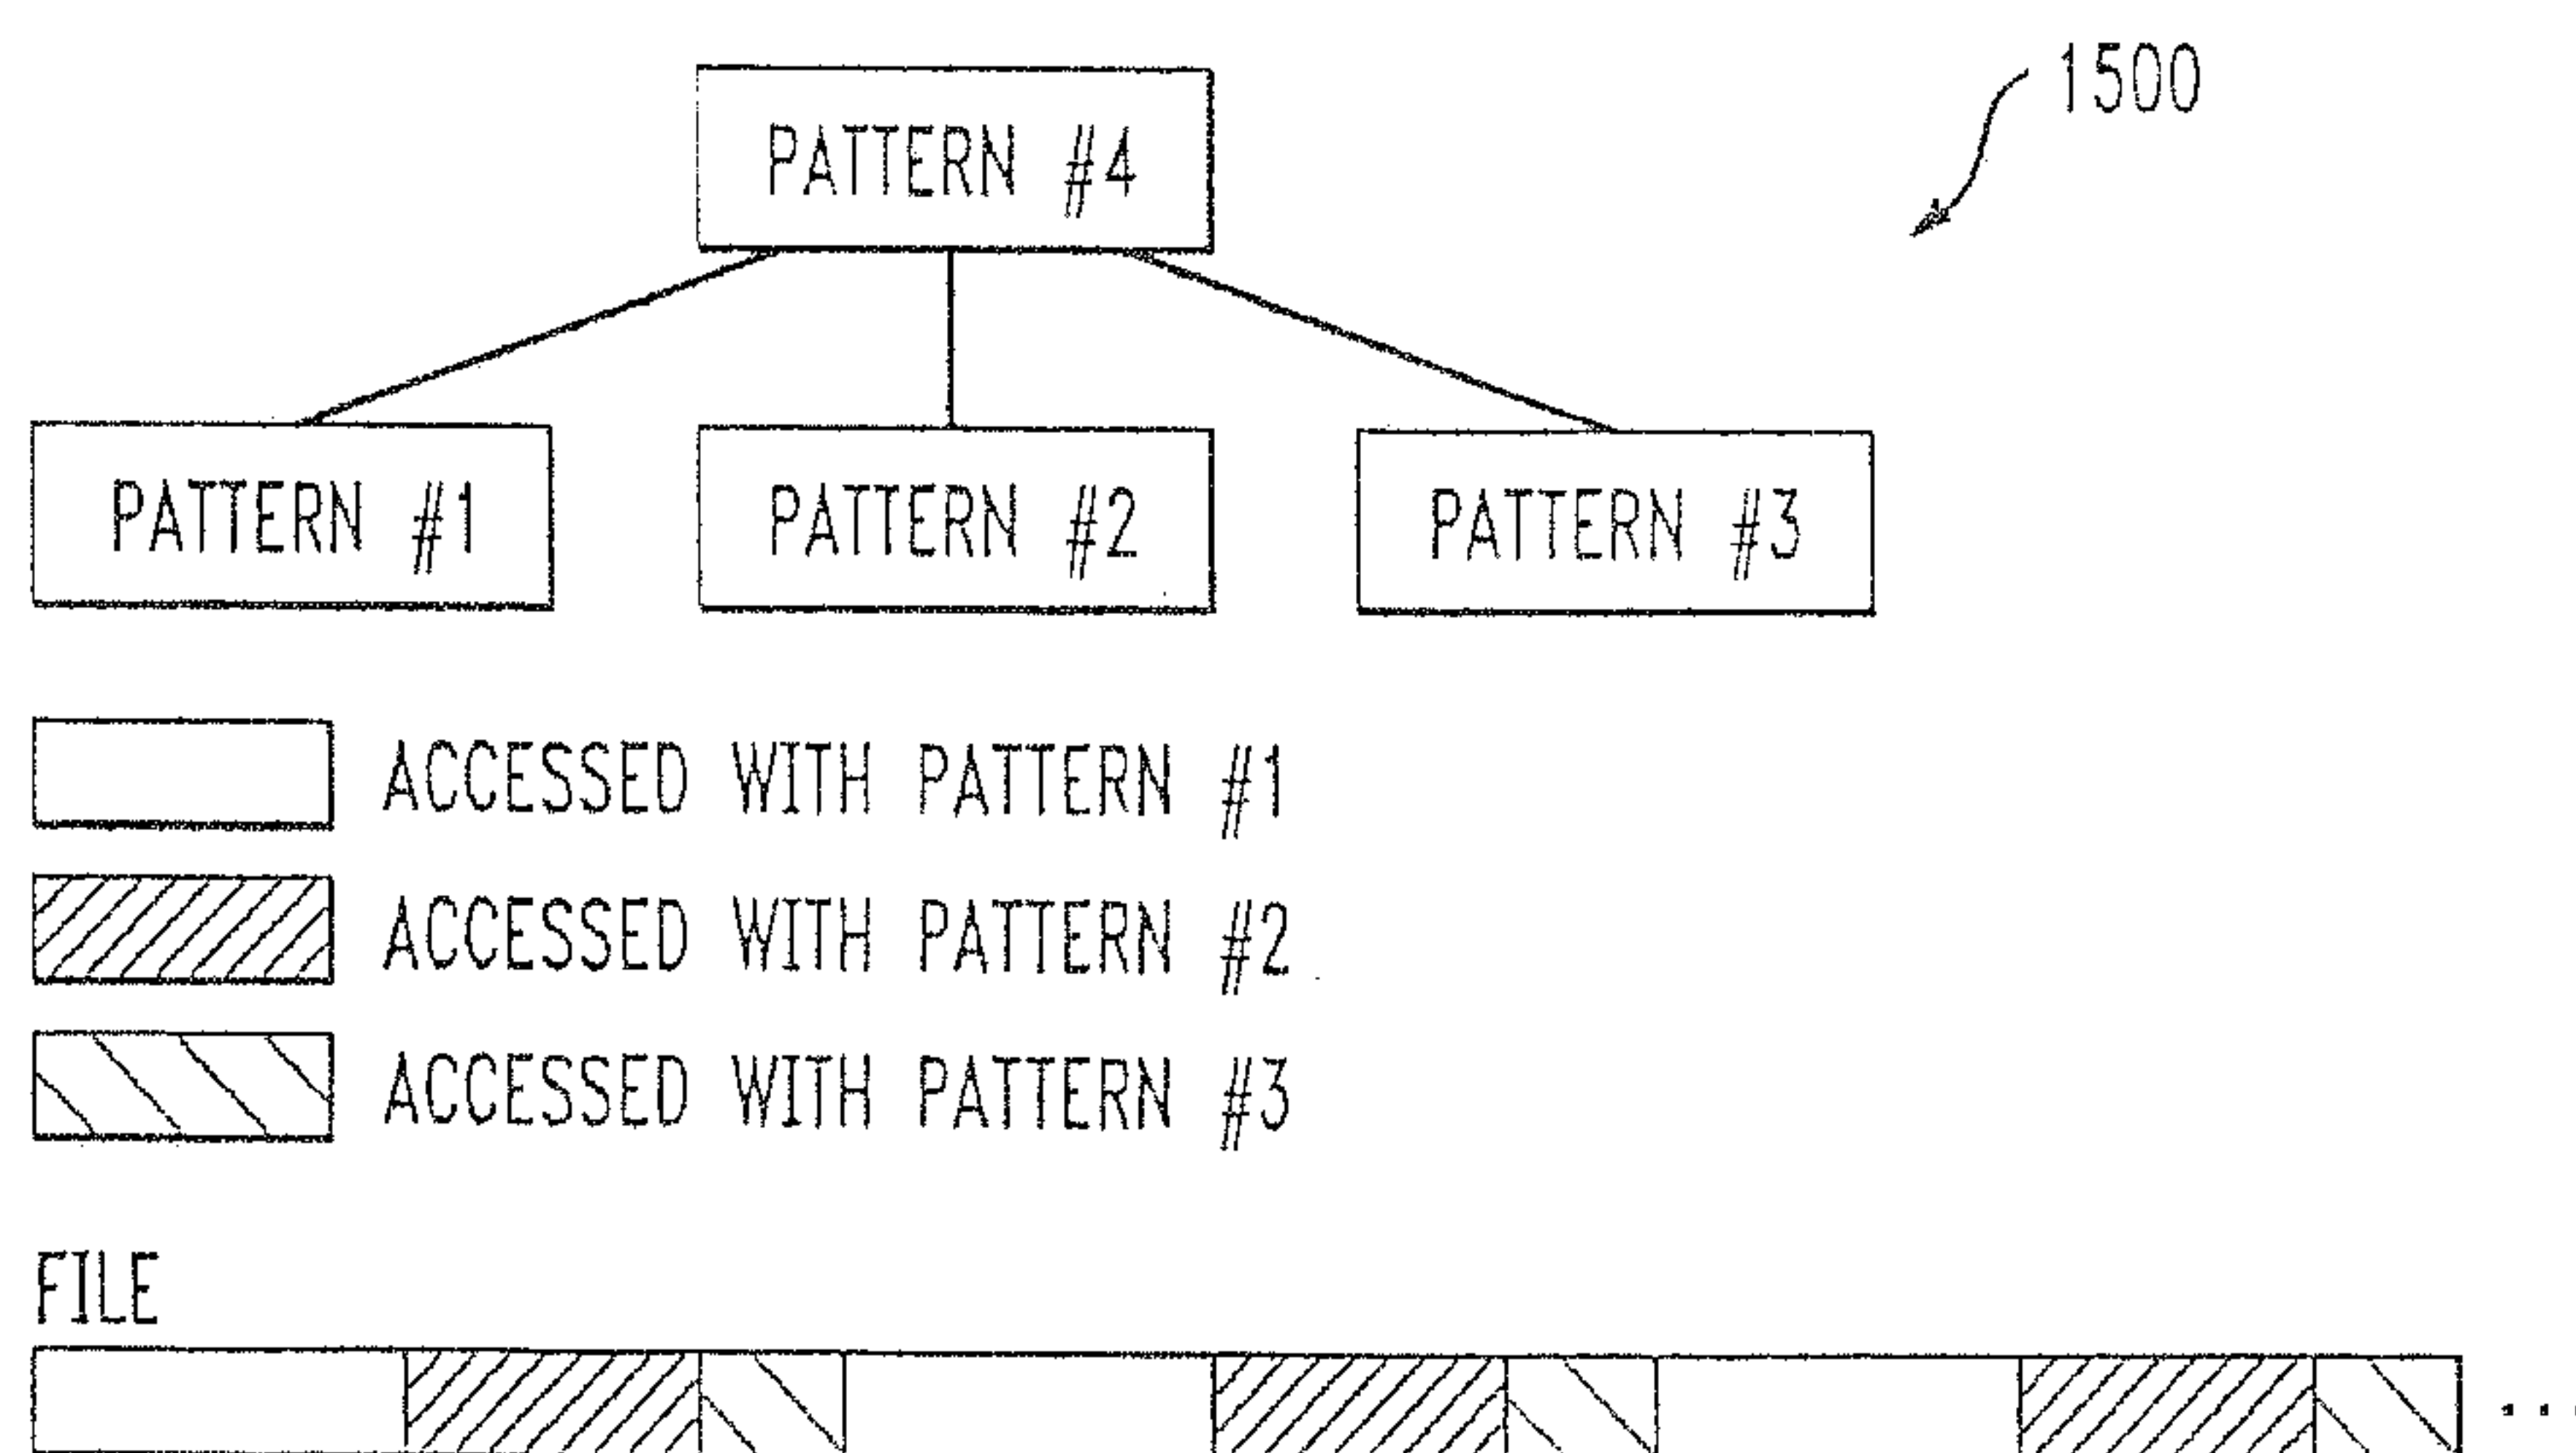 1500
PATTERN #4
PATTERN #1
PATTERN #2
PATTERN #3
ACCESSED WITH PATTERN #1
ACCESSED WITH PATTERN #2
ACCESSED WITH PATTERN #3
FILE
...